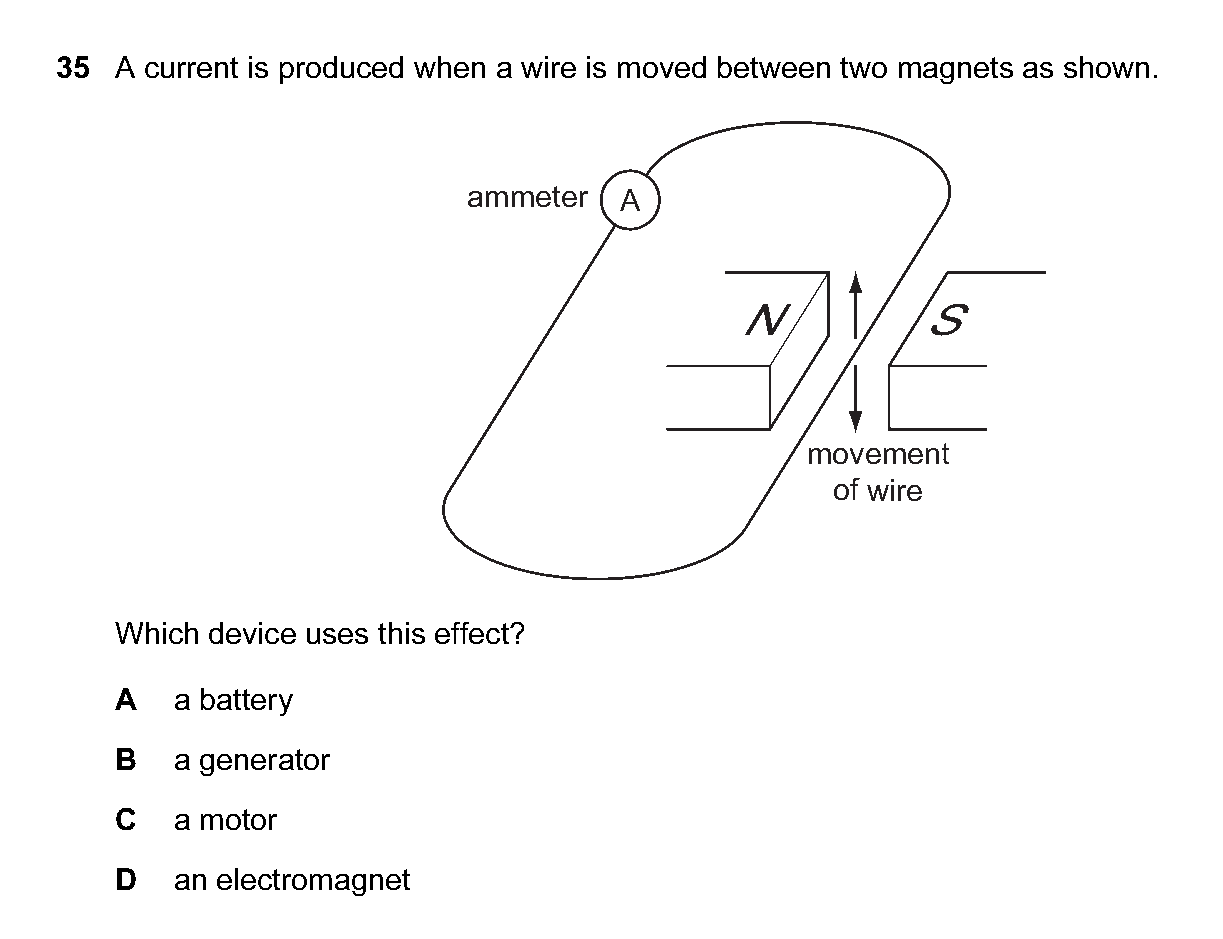 35 A current is produced when a wire is moved between two magnets as shown.
ammeter A
N S
movement
of wire
Which device uses this effect?
A a battery
B a generator
C a motor
D an electromagnet